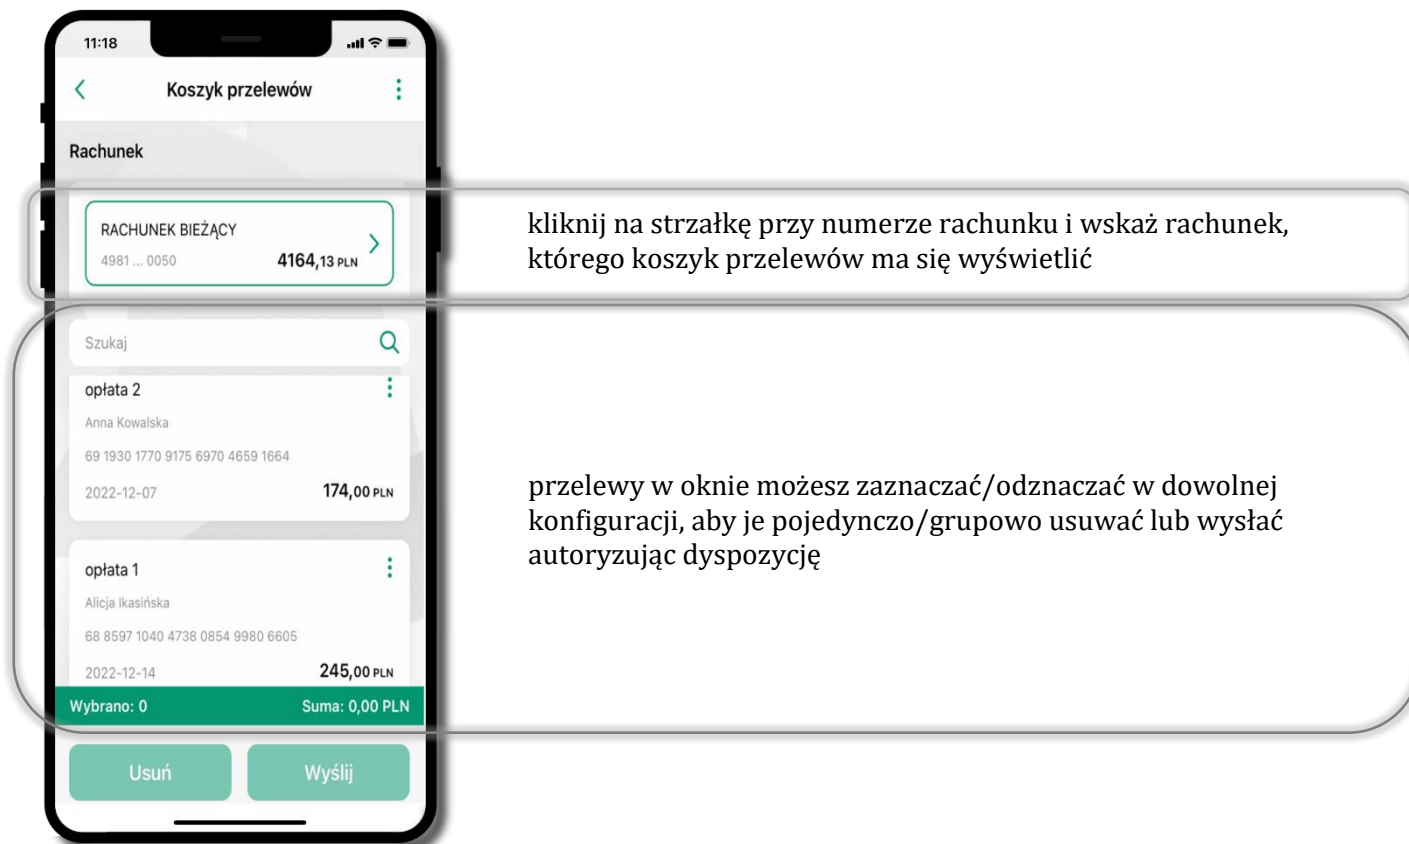 11:18
Koszyk przelewów
Rachunek
RACHUNEK BIEŻĄCY
4981 ... 0050 4164,13 PLN
kliknij na strzałkę przy numerze rachunku i wskaż rachunek,
którego koszyk przelewów ma się wyświetlić
Szukaj
opłata 2
Anna Kowalska
69 1930 1770 9175 6970 4659 1664
2022-12-07 174,00 PLN
przelewy w oknie możesz zaznaczać/odznaczać w dowolnej
konfiguracji, aby je pojedynczo/grupowo usuwać lub wysłać
autoryzując dyspozycję
opłata 1
Alicja Ikasińska
68 8597 1040 4738 0854 9980 6605
2022-12-14 245,00 PLN
Wybrano: 0 Suma: 0,00 PLN
Usuń Wyślij